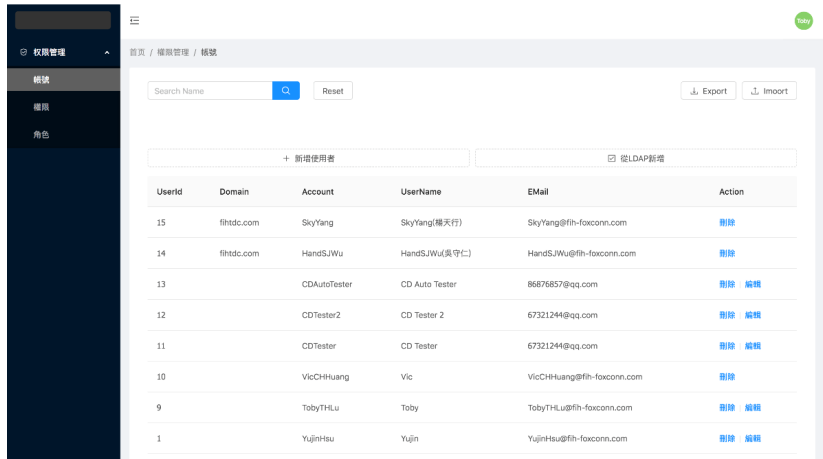 Toby
权限管理
帳號
權限
角色
首页 / 權限管理 / 帳號
Search Name
Reset
Export
Imoort
+ 新增使用者
從LDAP新增
UserId Domain Account UserName EMail Action
15 fihtdc.com SkyYang SkyYang(楊天行) SkyYang@fih-foxconn.com 刪除
14 fihtdc.com HandSJWu HandSJWu(吳守仁) HandSJWu@fih-foxconn.com 刪除
13 CDAutoTester CD Auto Tester 86876857@qq.com 刪除 編輯
12 CDTester2 CD Tester 2 67321244@qq.com 刪除 編輯
11 CDTester CD Tester 67321244@qq.com 刪除 編輯
10 VicCHHuang Vic VicCHHuang@fih-foxconn.com 刪除
9 TobyTHLu Toby TobyTHLu@fih-foxconn.com 刪除 編輯
1 YujinHsu Yujin YujinHsu@fih-foxconn.com 刪除 編輯